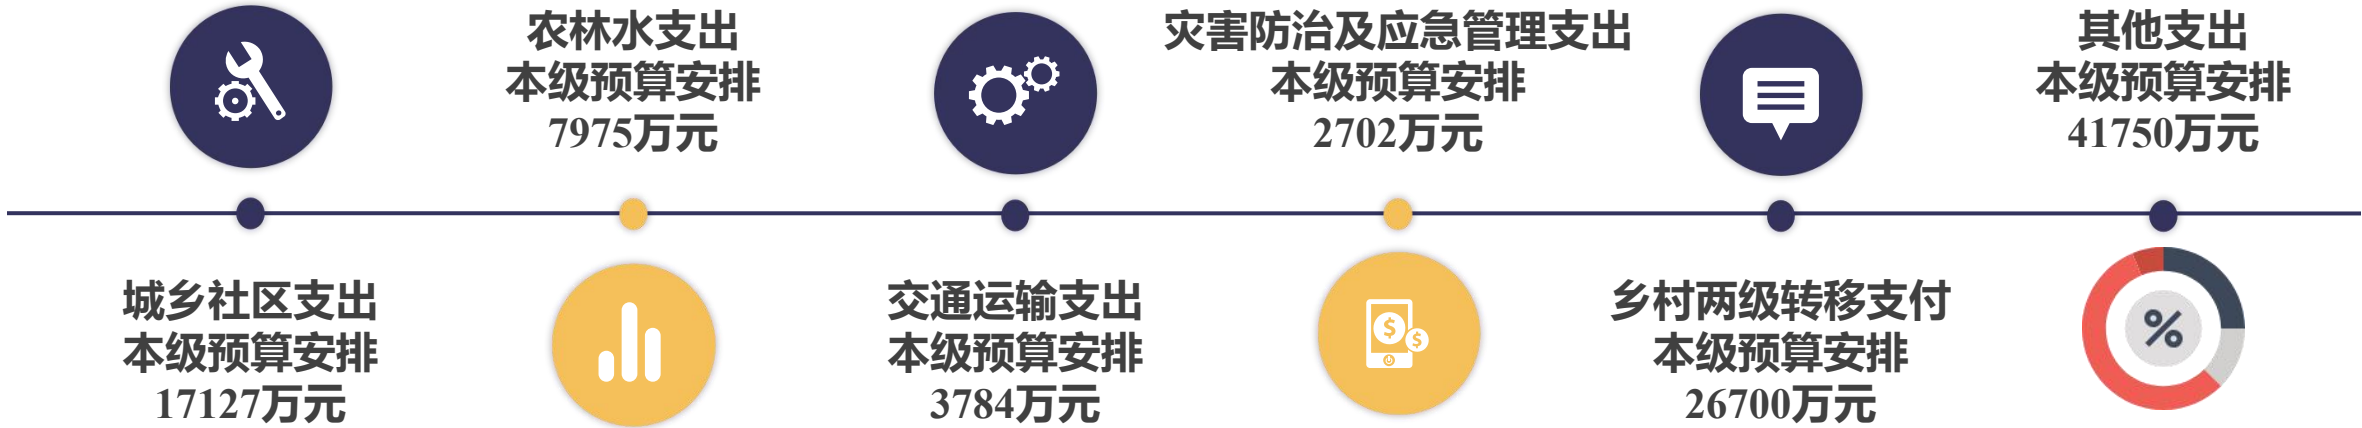 城乡社区支出
本级预算安排
17127万元
农林水支出
本级预算安排
7975万元
交通运输支出
本级预算安排
3784万元
灾害防治及应急管理支出
本级预算安排
2702万元
乡村两级转移支付
本级预算安排
26700万元
其他支出
本级预算安排
41750万元
$
$
%